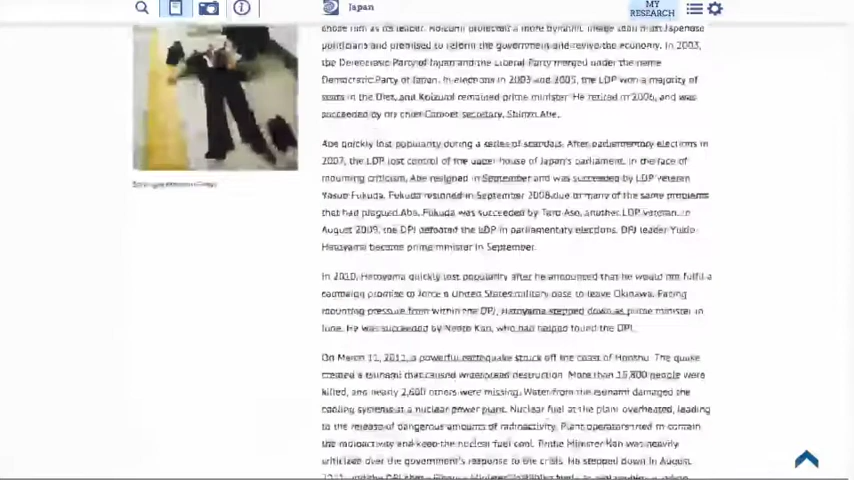 Japan
MY
RESEARCH
chose him as its leader. Koizumi projected a more dynamic image than most Japanese
politicians and promised to reform the government and revive the economy. In 2003,
the Democratic Party of Japan and the Liberal Party merged under the name
Democratic Party of Japan. In elections in 2003 and 2005, the LDP won a majority of
seats in the Diet, and Koizumi remained prime minister. He retired in 2006, and was
succeeded by his chief Cabinet secretary, Shinzo Abe.
Abe quickly lost popularity during a series of scandals. After parliamentary elections in
2007, the LDP lost control of the upper house of Japan's parliament. In the face of
mounting criticism, Abe resigned in September and was succeeded by LDP veteran
Yasuo Fukuda. Fukuda resigned in September 2008 due to many of the same problems
that had plagued Abe. Fukuda was succeeded by Taro Aso, another LDP veteran. In
August 2009, the DPJ defeated the LDP in parliamentary elections. DPJ leader Yukio
Hatoyama became prime minister in September.
In 2010, Hatoyama quickly lost popularity after he announced that he would not fulfill a
campaign promise to force a United States military base to leave Okinawa. Facing
mounting pressure from within the DPJ, Hatoyama stepped down as prime minister in
June. He was succeeded by Naoto Kan, who had helped found the DPJ.
On March 11, 2011, a powerful earthquake struck off the coast of Honshu. The quake
created a tsunami that caused widespread destruction. More than 15,800 people were
killed, and nearly 2,600 others were missing. Water from the tsunami damaged the
cooling systems at a nuclear power plant. Nuclear fuel at the plant overheated, leading
to the release of dangerous amounts of radioactivity. Plant operators tried to contain
the radioactivity and keep the nuclear fuel cool. Prime Minister Kan was heavily
criticized over the government's response to the crisis. He stepped down in August